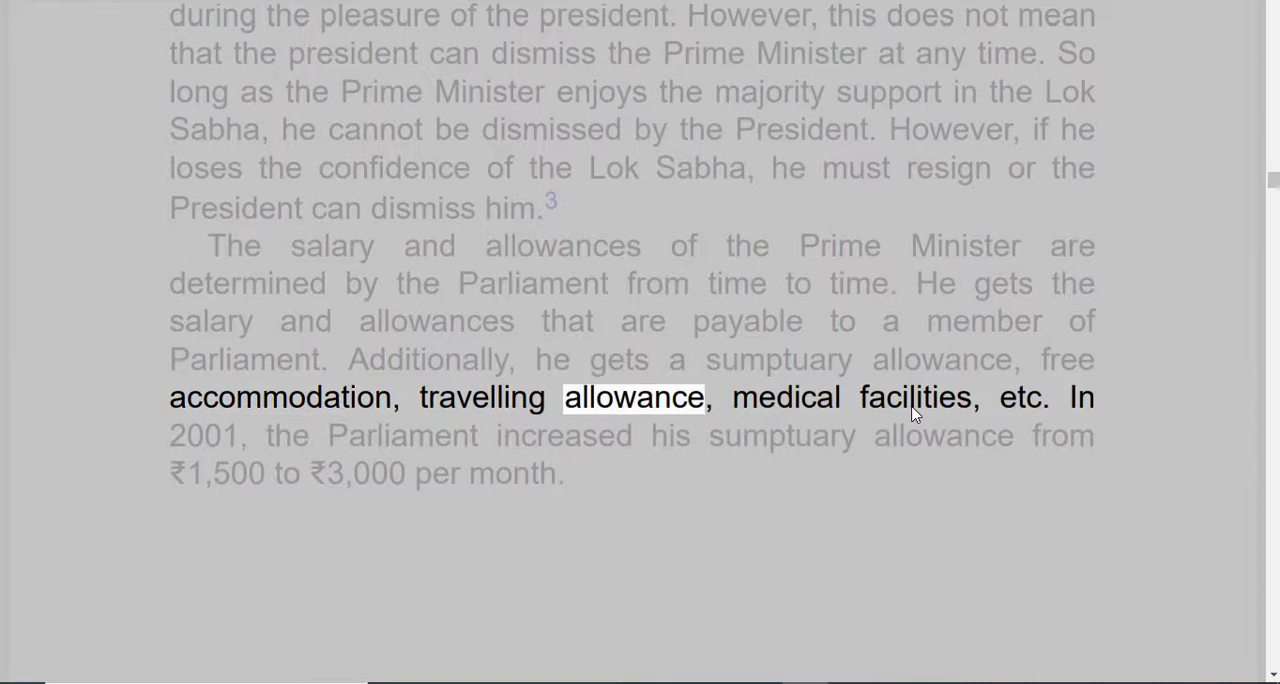 during the pleasure of the president. However, this does not mean
that the president can dismiss the Prime Minister at any time. So
long as the Prime Minister enjoys the majority support in the Lok
Sabha, he cannot be dismissed by the President. However, if he
loses the confidence of the Lok Sabha, he must resign or the
President can dismiss him.3
The salary and allowances of the Prime Minister are
determined by the Parliament from time to time. He gets the
salary and allowances that are payable to a member of
Parliament. Additionally, he gets a sumptuary allowance, free
accommodation, travelling allowance, medical facilities, etc. In
2001, the Parliament increased his sumptuary allowance from
₹1,500 to ₹3,000 per month.